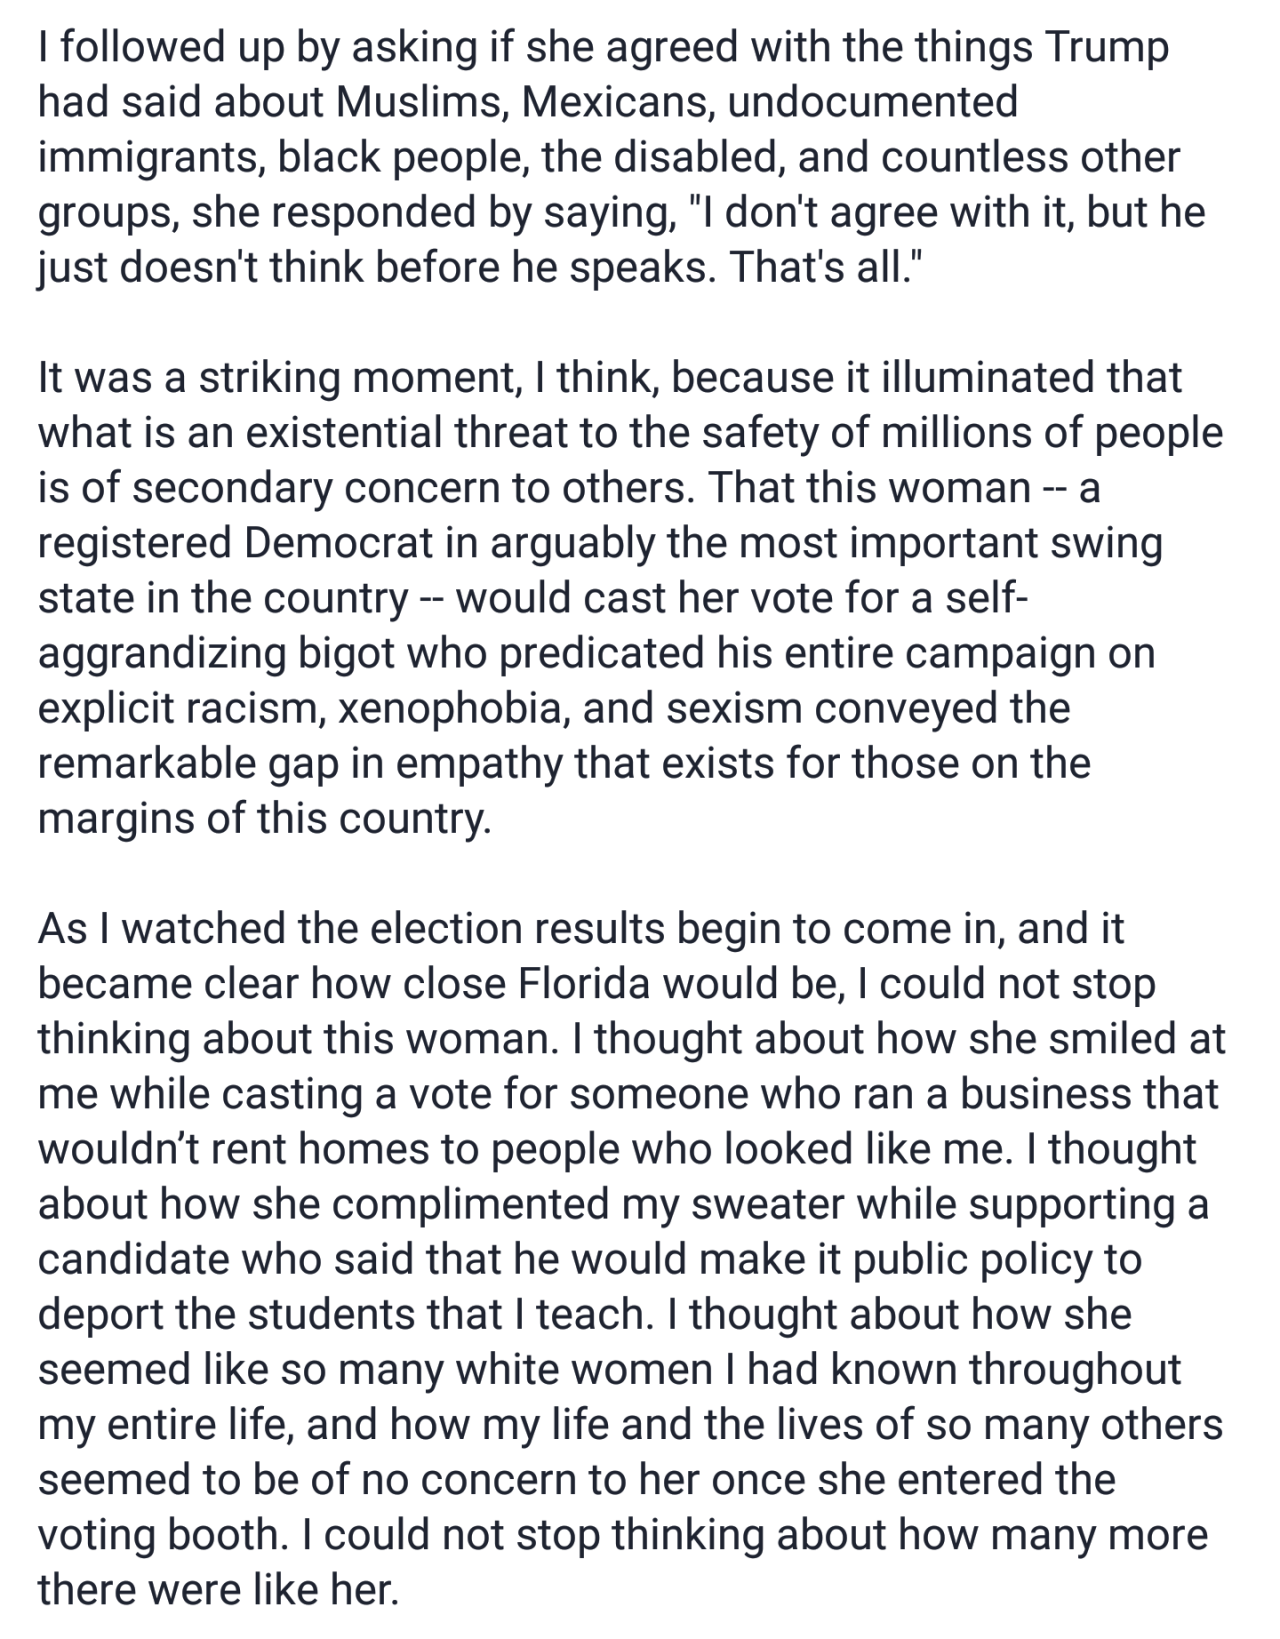 I followed up by asking if she agreed with the things Trump
had said about Muslims, Mexicans, undocumented
immigrants, black people, the disabled, and countless other
groups, she responded by saying, "I don't agree with it, but he
just doesn't think before he speaks. That's all."
It was a striking moment, I think, because it illuminated that
what is an existential threat to the safety of millions of people
is of secondary concern to others. That this woman -- a
registered Democrat in arguably the most important swing
state in the country -- would cast her vote for a self-
aggrandizing bigot who predicated his entire campaign on
explicit racism, xenophobia, and sexism conveyed the
remarkable gap in empathy that exists for those on the
margins of this country.
As I watched the election results begin to come in, and it
became clear how close Florida would be, I could not stop
thinking about this woman. I thought about how she smiled at
me while casting a vote for someone who ran a business that
wouldn’t rent homes to people who looked like me. I thought
about how she complimented my sweater while supporting a
candidate who said that he would make it public policy to
deport the students that I teach. I thought about how she
seemed like so many white women I had known throughout
my entire life, and how my life and the lives of so many others
seemed to be of no concern to her once she entered the
voting booth. I could not stop thinking about how many more
there were like her.